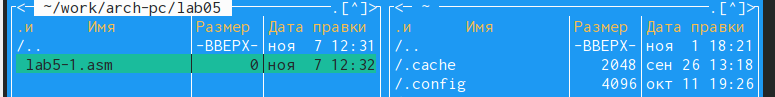 ~/work/arch-pc/lab05 .[^]> <─ ~ .[^]>
.и Имя Размер Дата правки .и Имя Размер Дата правки
/.. -ВВЕРХ- ноя 7 12:31 /.. -ВВЕРХ- ноя 1 18:21
lab5-1.asm 0 ноя 7 12:32 /.cache 2048 сен 26 13:18
/.config 4096 окт 11 19:26